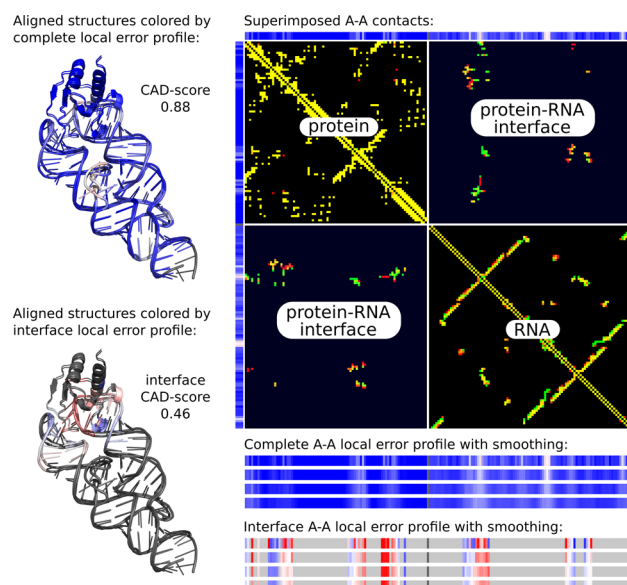 Aligned structures colored by
complete local error profile:
CAD-score
0.88
Aligned structures colored by
interface local error profile:
interface
CAD-score
0.46
Superimposed A-A contacts:
protein
protein-RNA
interface
protein-RNA
interface
RNA
Complete A-A local error profile with smoothing:
Interface A-A local error profile with smoothing: